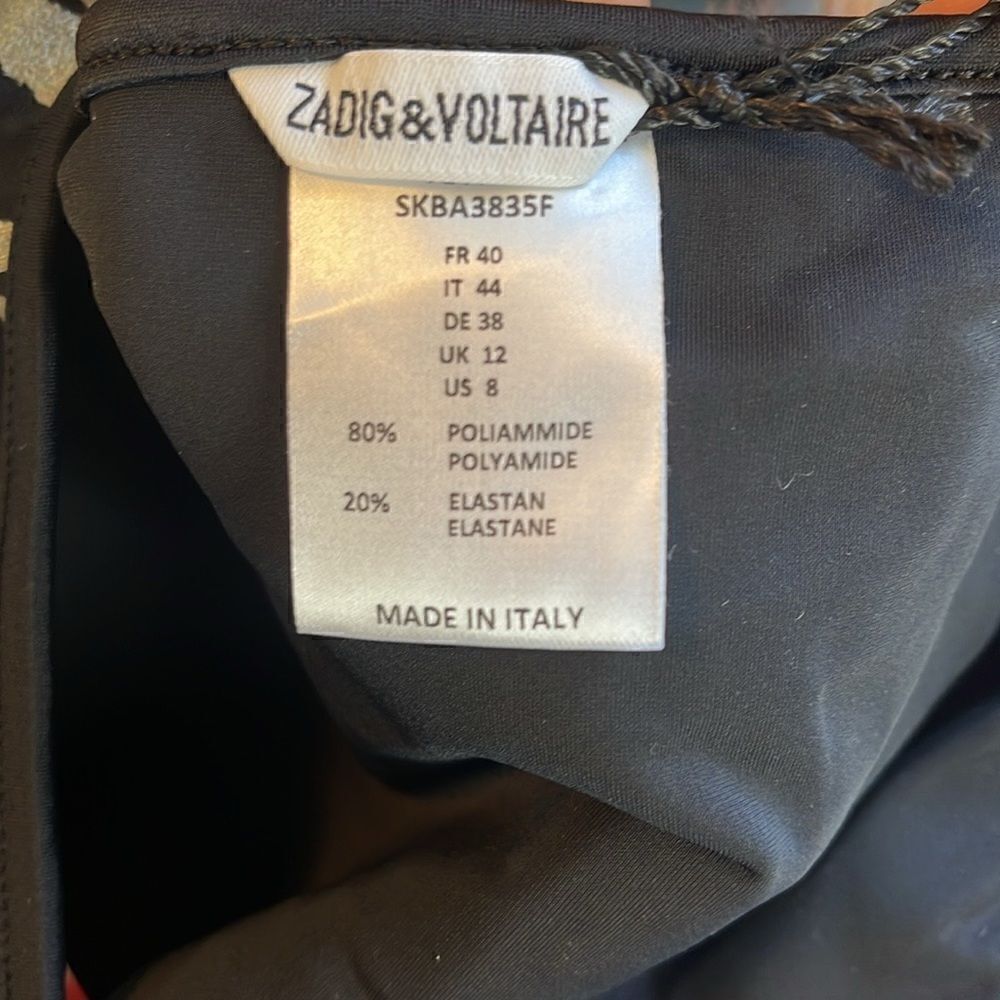 ZADIG&VOLTAIRE
SKBA3835F
FR 40
IT 44
DE 38
UK 12
US 8
80% POLIAMMIDE
POLYAMIDE
20% ELASTAN
ELASTANE
MADE IN ITALY